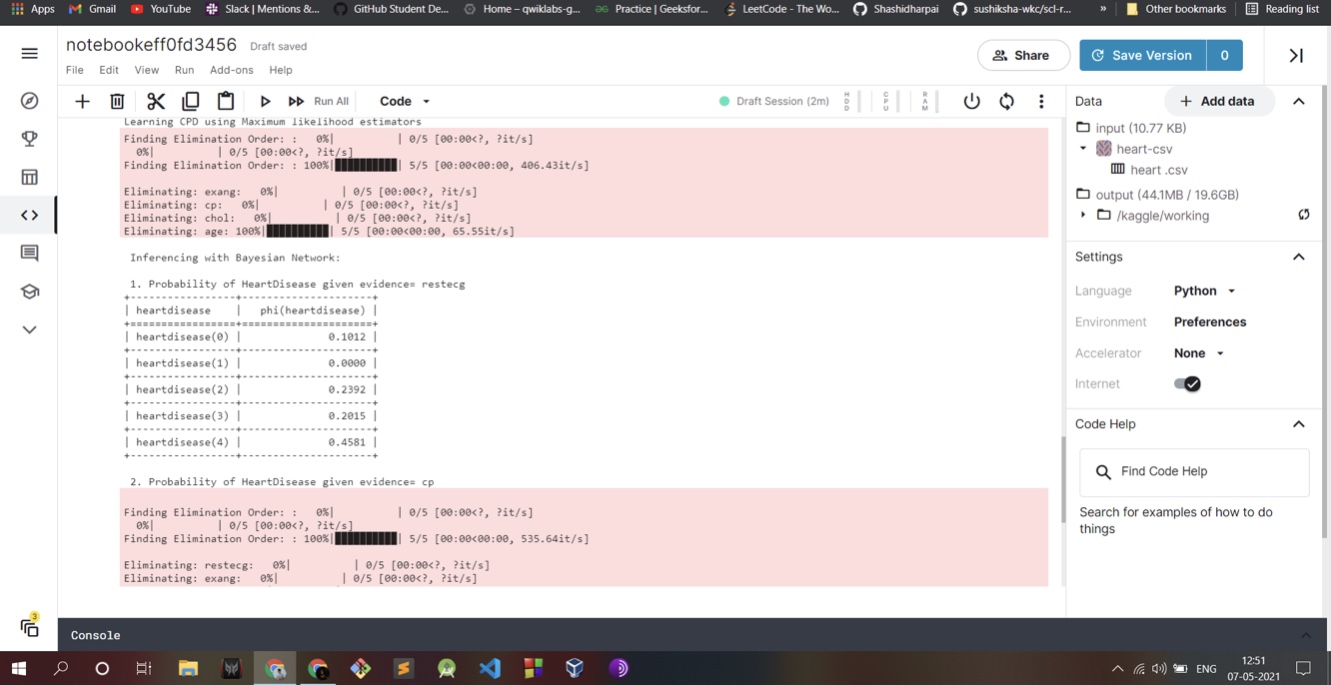 Apps Gmail YouTube Slack | Mentions &... GitHub Student De... Home – qwiklabs-g... Practice | Geeksfor... LeetCode - The Wo... Shashidharpai sushiksha-wkc/scl-r... » Other bookmarks Reading list
notebookeff0fd3456 Draft saved
Share Save Version 0
File Edit View Run Add-ons Help
Run All Code Draft Session (2m) HDD CPU RAM
Data + Add data
input (10.77 KB)
heart-csv
heart .csv
output (44.1MB / 19.6GB)
/kaggle/working
Settings
Language Python
Environment Preferences
Accelerator None
Internet
Code Help
Find Code Help
Search for examples of how to do
things
Learning CPD using Maximum likelihood estimators
Finding Elimination Order: : 0%| | 0/5 [00:00<?, ?it/s]
0%| | 0/5 [00:00<?, ?it/s]
Finding Elimination Order: : 100%|██████████| 5/5 [00:00<00:00, 406.43it/s]
Eliminating: exang: 0%| | 0/5 [00:00<?, ?it/s]
Eliminating: cp: 0%| | 0/5 [00:00<?, ?it/s]
Eliminating: chol: 0%| | 0/5 [00:00<?, ?it/s]
Eliminating: age: 100%|██████████| 5/5 [00:00<00:00, 65.55it/s]
Inferencing with Bayesian Network:
1. Probability of HeartDisease given evidence= restecg
+-----------------+---------------------+
| heartdisease | phi(heartdisease) |
+=================+=====================+
| heartdisease(0) | 0.1012 |
+-----------------+---------------------+
| heartdisease(1) | 0.0000 |
+-----------------+---------------------+
| heartdisease(2) | 0.2392 |
+-----------------+---------------------+
| heartdisease(3) | 0.2015 |
+-----------------+---------------------+
| heartdisease(4) | 0.4581 |
+-----------------+---------------------+
2. Probability of HeartDisease given evidence= cp
Finding Elimination Order: : 0%| | 0/5 [00:00<?, ?it/s]
0%| | 0/5 [00:00<?, ?it/s]
Finding Elimination Order: : 100%|██████████| 5/5 [00:00<00:00, 535.64it/s]
Eliminating: restecg: 0%| | 0/5 [00:00<?, ?it/s]
Eliminating: exang: 0%| | 0/5 [00:00<?, ?it/s]
3
Console
ENG 12:51
07-05-2021